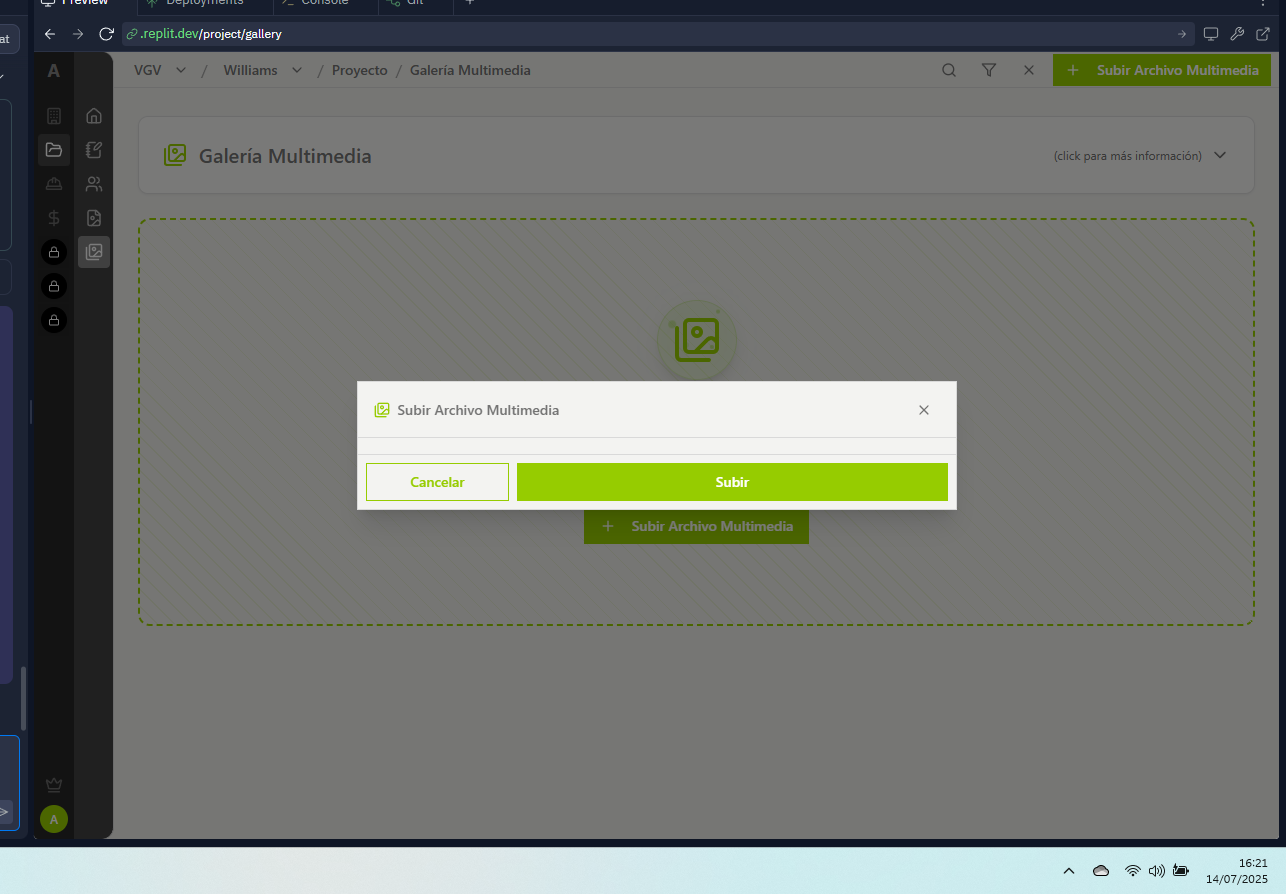 Preview
Deployments
Console
Git
at
.replit.dev/project/gallery
A
VGV / Williams / Proyecto / Galería Multimedia
Subir Archivo Multimedia
Galería Multimedia
(click para más información)
Subir Archivo Multimedia
Cancelar
Subir
Subir Archivo Multimedia
A
16:21
14/07/2025